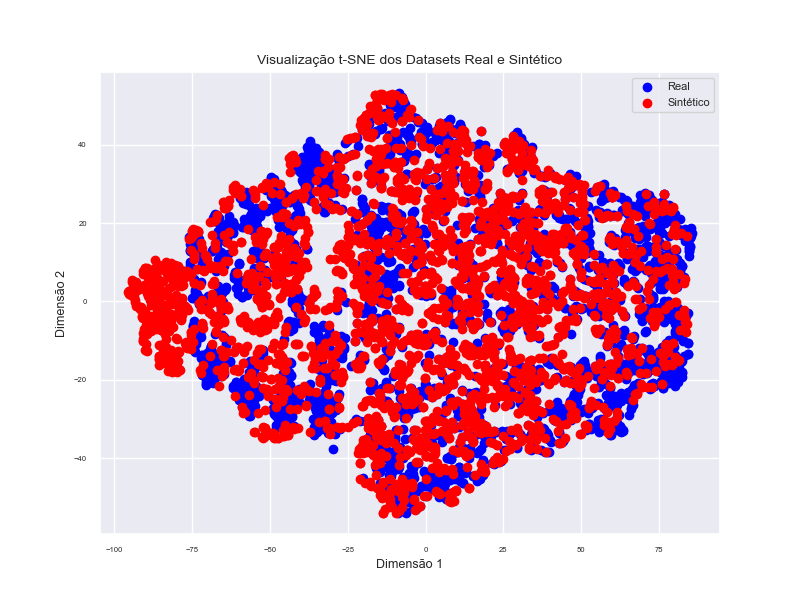 Visualização t-SNE dos Datasets Real e Sintético
Real
Sintético
40
20
0
−20
−40
Dimensão 2
−100
−75
−50
−25
0
25
50
75
Dimensão 1